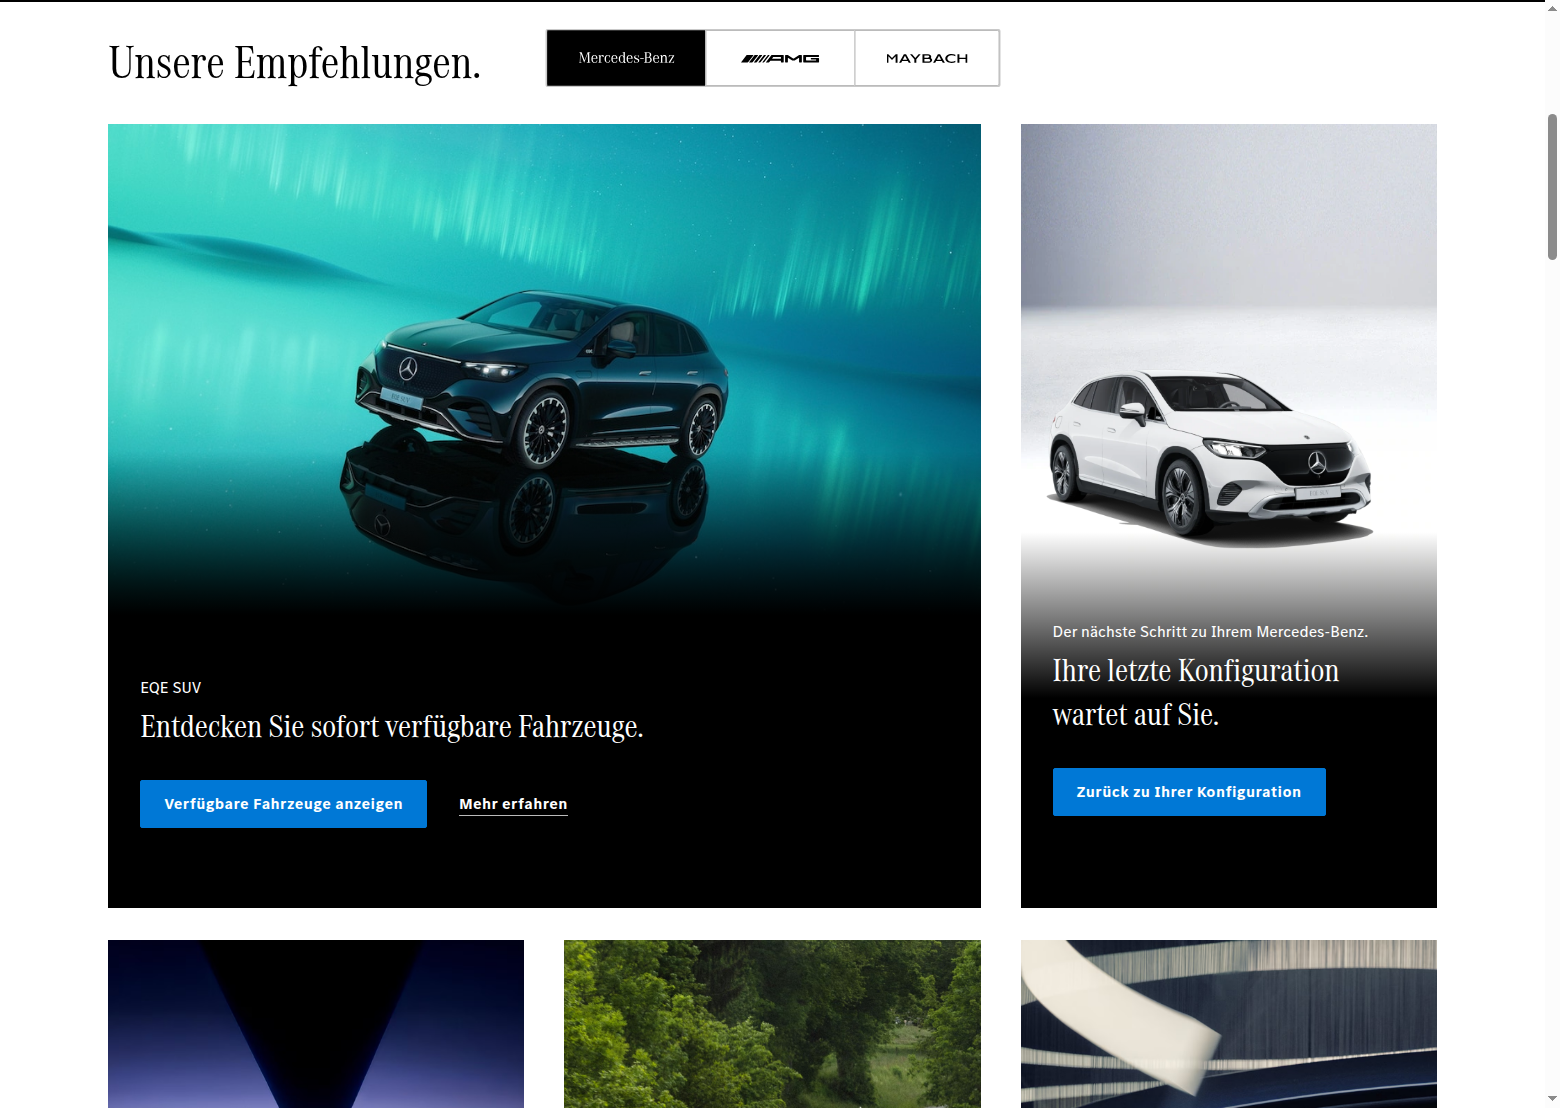 Unsere Empfehlungen.
Mercedes-Benz
AMG
MAYBACH
EQE SUV
Entdecken Sie sofort verfügbare Fahrzeuge.
Verfügbare Fahrzeuge anzeigen
Mehr erfahren
Der nächste Schritt zu Ihrem Mercedes-Benz.
Ihre letzte Konfiguration
wartet auf Sie.
Zurück zu Ihrer Konfiguration